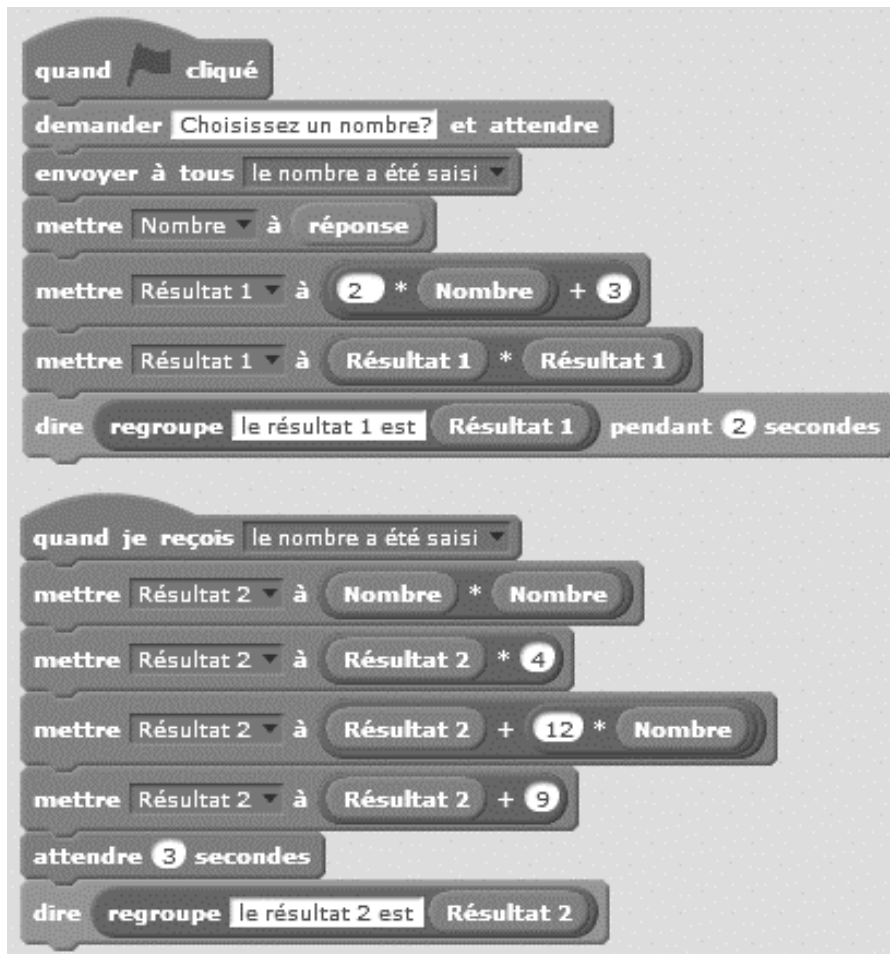 quand cliqué
demander Choisissez un nombre? et attendre
envoyer à tous le nombre a été saisi
mettre Nombre à réponse
mettre Résultat 1 à 2 * Nombre + 3
mettre Résultat 1 à Résultat 1 * Résultat 1
dire regroupe le résultat 1 est Résultat 1 pendant 2 secondes
quand je reçois le nombre a été saisi
mettre Résultat 2 à Nombre * Nombre
mettre Résultat 2 à Résultat 2 * 4
mettre Résultat 2 à Résultat 2 + 12 * Nombre
mettre Résultat 2 à Résultat 2 + 9
attendre 3 secondes
dire regroupe le résultat 2 est Résultat 2